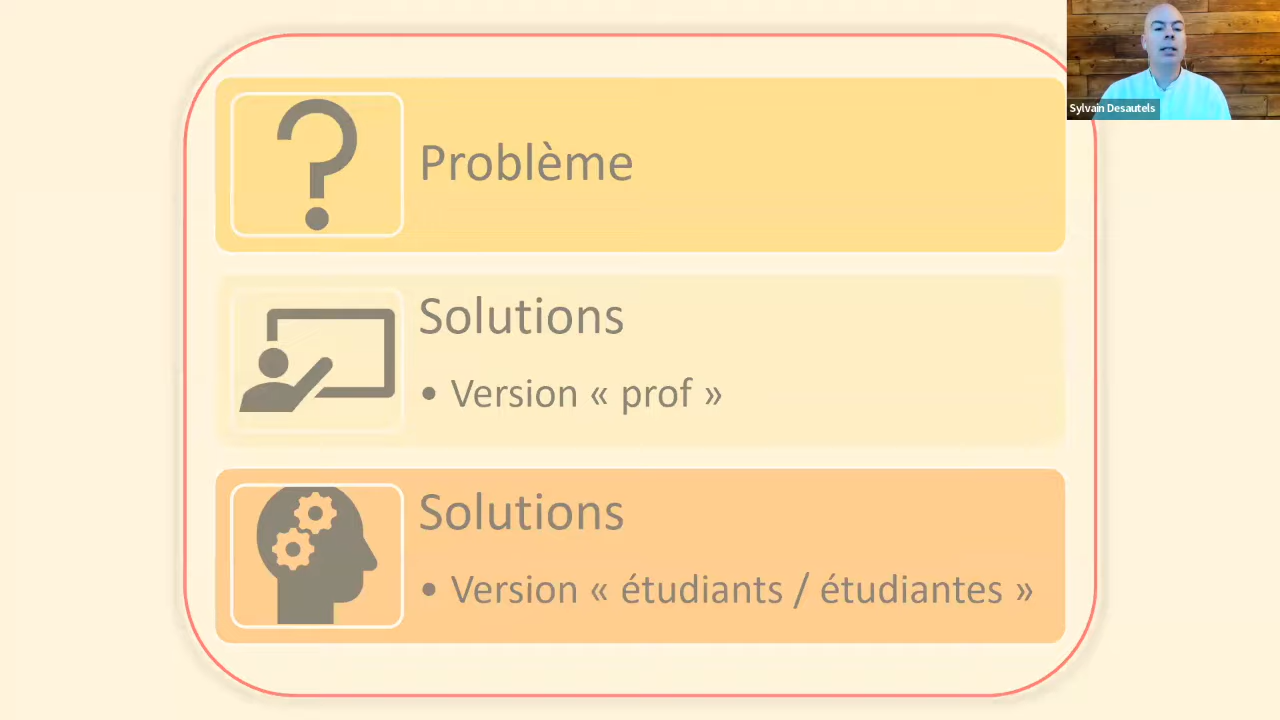 Problème
Solutions
• Version « prof »
Solutions
• Version « étudiants / étudiantes »
Sylvain Desautels